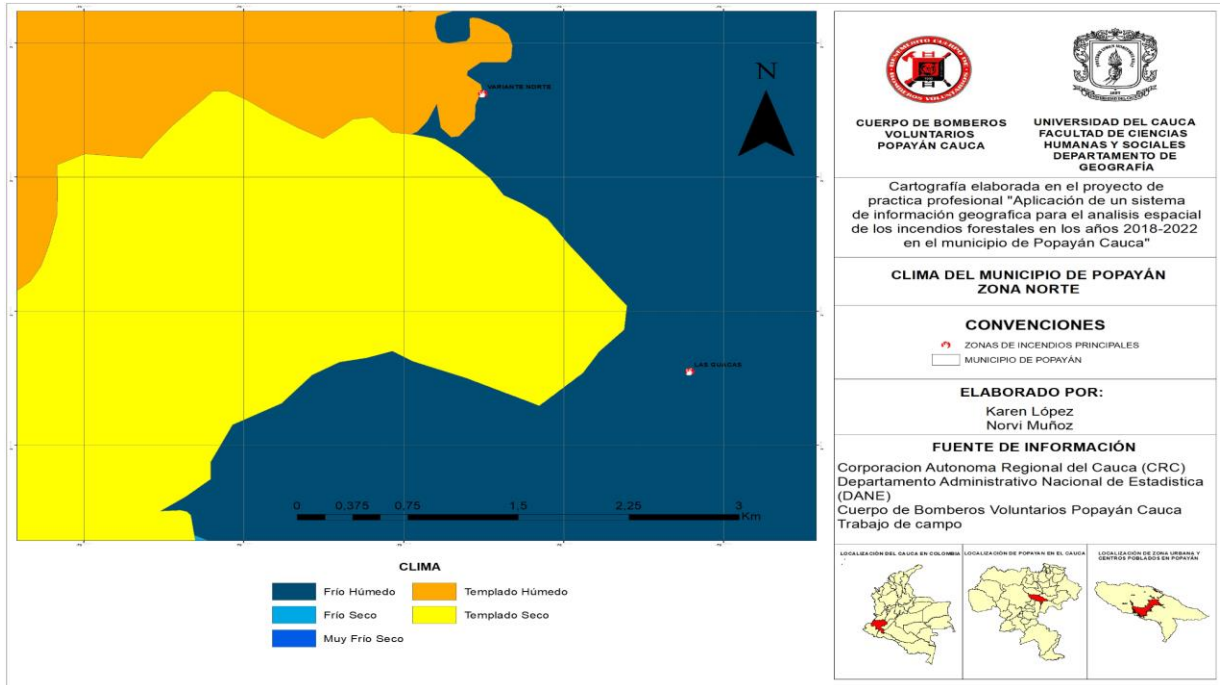 VARIANTE NORTE
N
LAS GUACAS
0 0,375 0,75 1,5 2,25 3
Km
CLIMA
Frío Húmedo
Frío Seco
Muy Frío Seco
Templado Húmedo
Templado Seco
CUERPO DE BOMBEROS
VOLUNTARIOS
POPAYÁN CAUCA
UNIVERSIDAD DEL CAUCA
FACULTAD DE CIENCIAS
HUMANAS Y SOCIALES
DEPARTAMENTO DE
GEOGRAFÍA
Cartografía elaborada en el proyecto de
practica profesional "Aplicación de un sistema
de información geografica para el analisis espacial
de los incendios forestales en los años 2018-2022
en el municipio de Popayán Cauca"
CLIMA DEL MUNICIPIO DE POPAYÁN
ZONA NORTE
CONVENCIONES
ZONAS DE INCENDIOS PRINCIPALES
MUNICIPIO DE POPAYÁN
ELABORADO POR:
Karen López
Norvi Muñoz
FUENTE DE INFORMACIÓN
Corporacion Autonoma Regional del Cauca (CRC)
Departamento Administrativo Nacional de Estadistica
(DANE)
Cuerpo de Bomberos Voluntarios Popayán Cauca
Trabajo de campo
LOCALIZACIÓN DEL CAUCA EN COLOMBIA
LOCALIZACIÓN DE POPAYAN EN EL CAUCA
LOCALIZACIÓN DE ZONA URBANA Y
CENTROS POBLADOS EN POPAYÁN